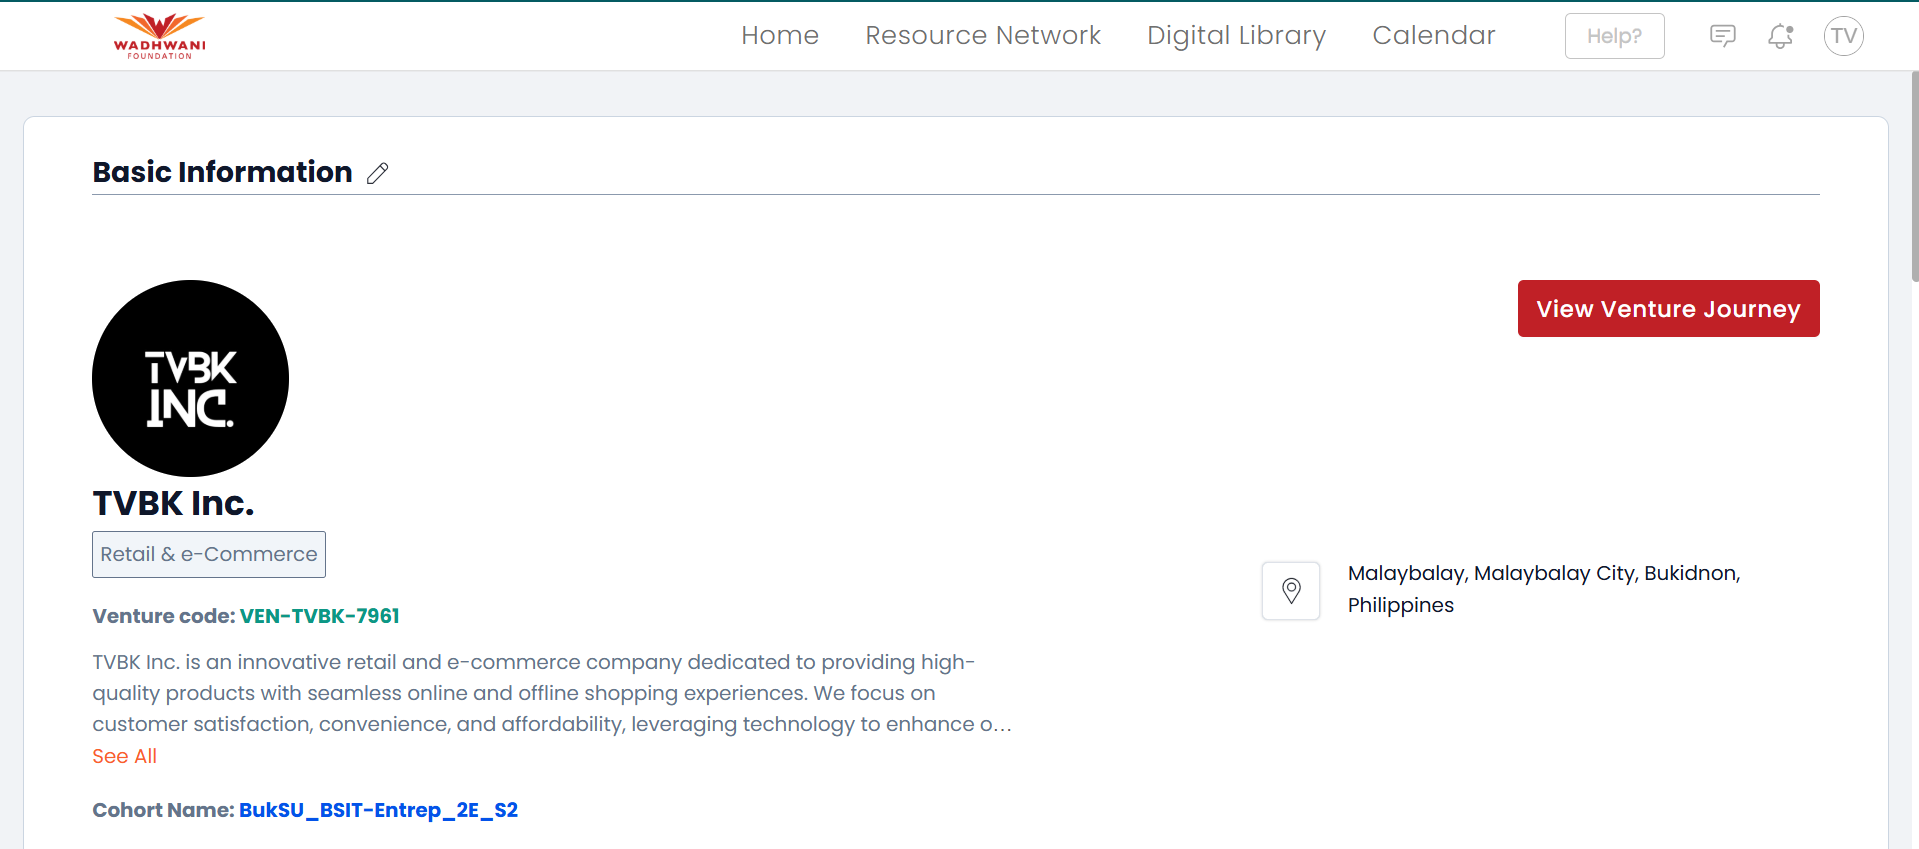 WADHWANI
FOUNDATION
Home
Resource Network
Digital Library
Calendar
Help?
TV
Basic Information
View Venture Journey
TVBK
INC.
TVBK Inc.
Retail & e-Commerce
Malaybalay, Malaybalay City, Bukidnon,
Philippines
Venture code: VEN-TVBK-7961
TVBK Inc. is an innovative retail and e-commerce company dedicated to providing high-
quality products with seamless online and offline shopping experiences. We focus on
customer satisfaction, convenience, and affordability, leveraging technology to enhance o...
See All
Cohort Name: BukSU_BSIT-Entrep_2E_S2